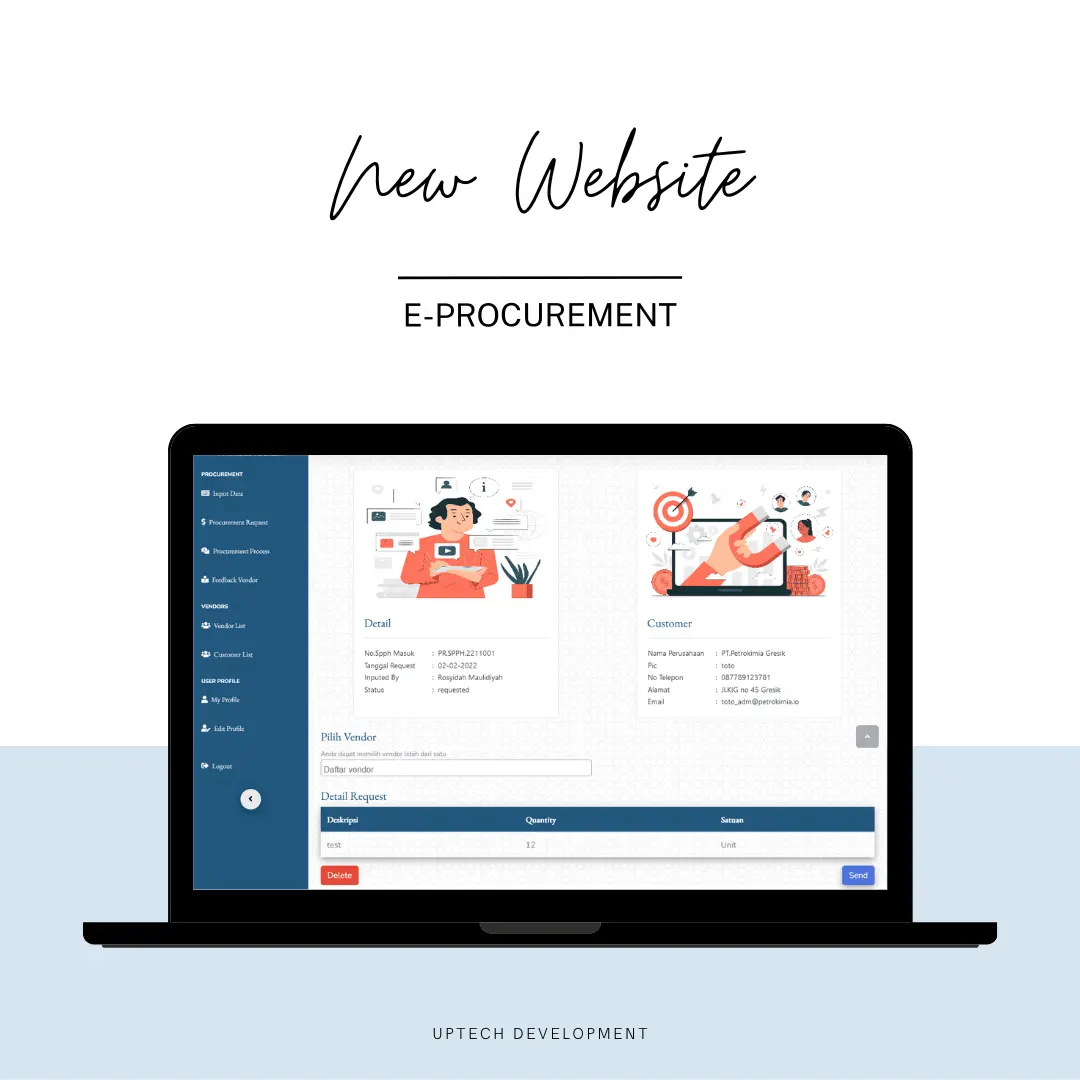 New Website
E-PROCUREMENT
PROCUREMENT
Input Data
Procurement Request
Procurement Process
Feedback Vendor
VENDORS
Vendor List
Customer List
USER PROFILE
My Profile
Edit Profile
Logout
Detail
No.Spph Masuk : PR.SPPH.2211001
Tanggal Request : 02-02-2022
Inputed By : Rosyidah Maulidiyah
Status : requested
Customer
Nama Perusahaan : PT.Petrokimia Gresik
Pic : toto
No Telepon : 087789123781
Alamat : Jl.KIG no 45 Gresik
Email : toto_adm@petrokimia.io
Pilih Vendor
Anda dapat memilih vendor lebih dari satu
Daftar vendor
Detail Request
Deskripsi Quantity Satuan
test 12 Unit
Delete Send
UPTECH DEVELOPMENT